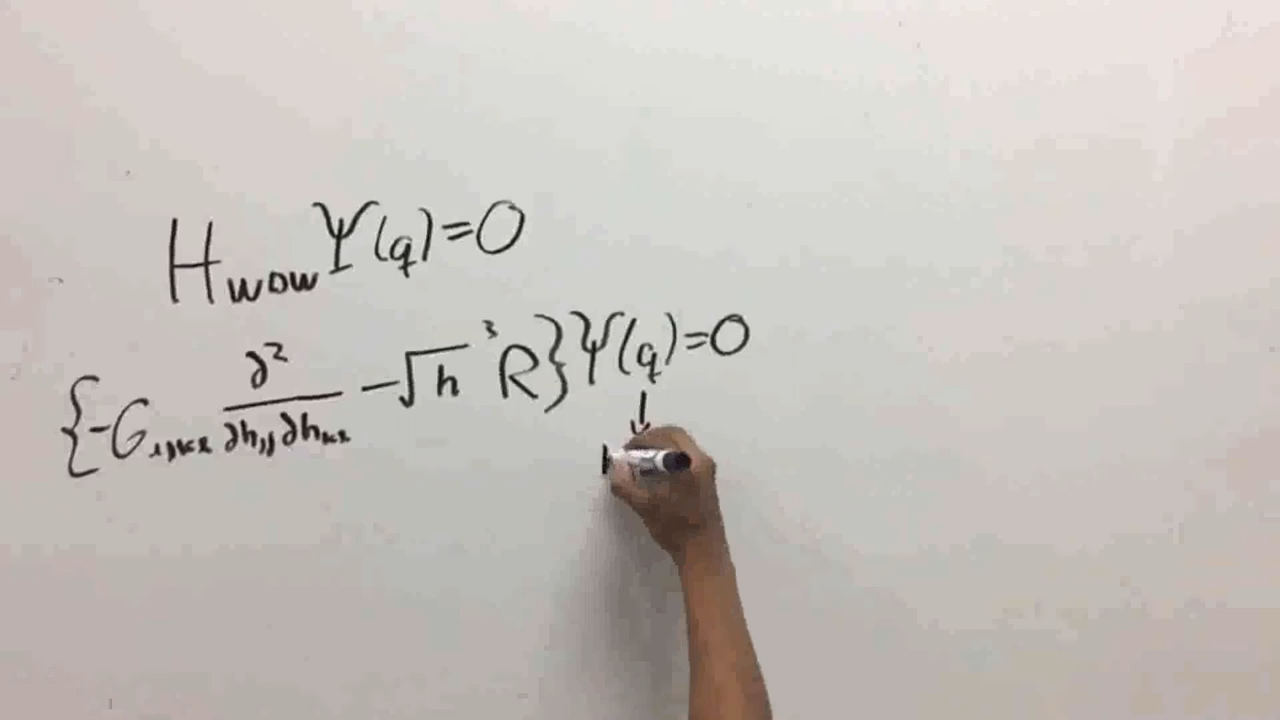 H_wow Ψ(q)=0
{-G_ijkl ∂²/∂h_ij∂h_kl -√h ³R}Ψ(q)=0